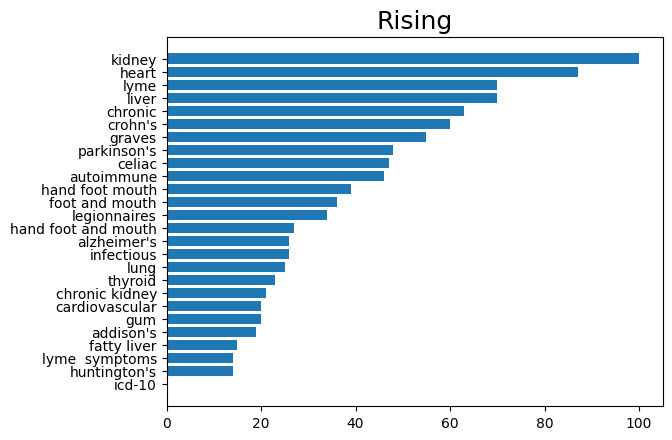 Rising
kidney
heart
lyme
liver
chronic
crohn's
graves
parkinson's
celiac
autoimmune
hand foot mouth
foot and mouth
legionnaires
hand foot and mouth
alzheimer's
infectious
lung
thyroid
chronic kidney
cardiovascular
gum
addison's
fatty liver
lyme  symptoms
huntington's
icd-10
0 20 40 60 80 100